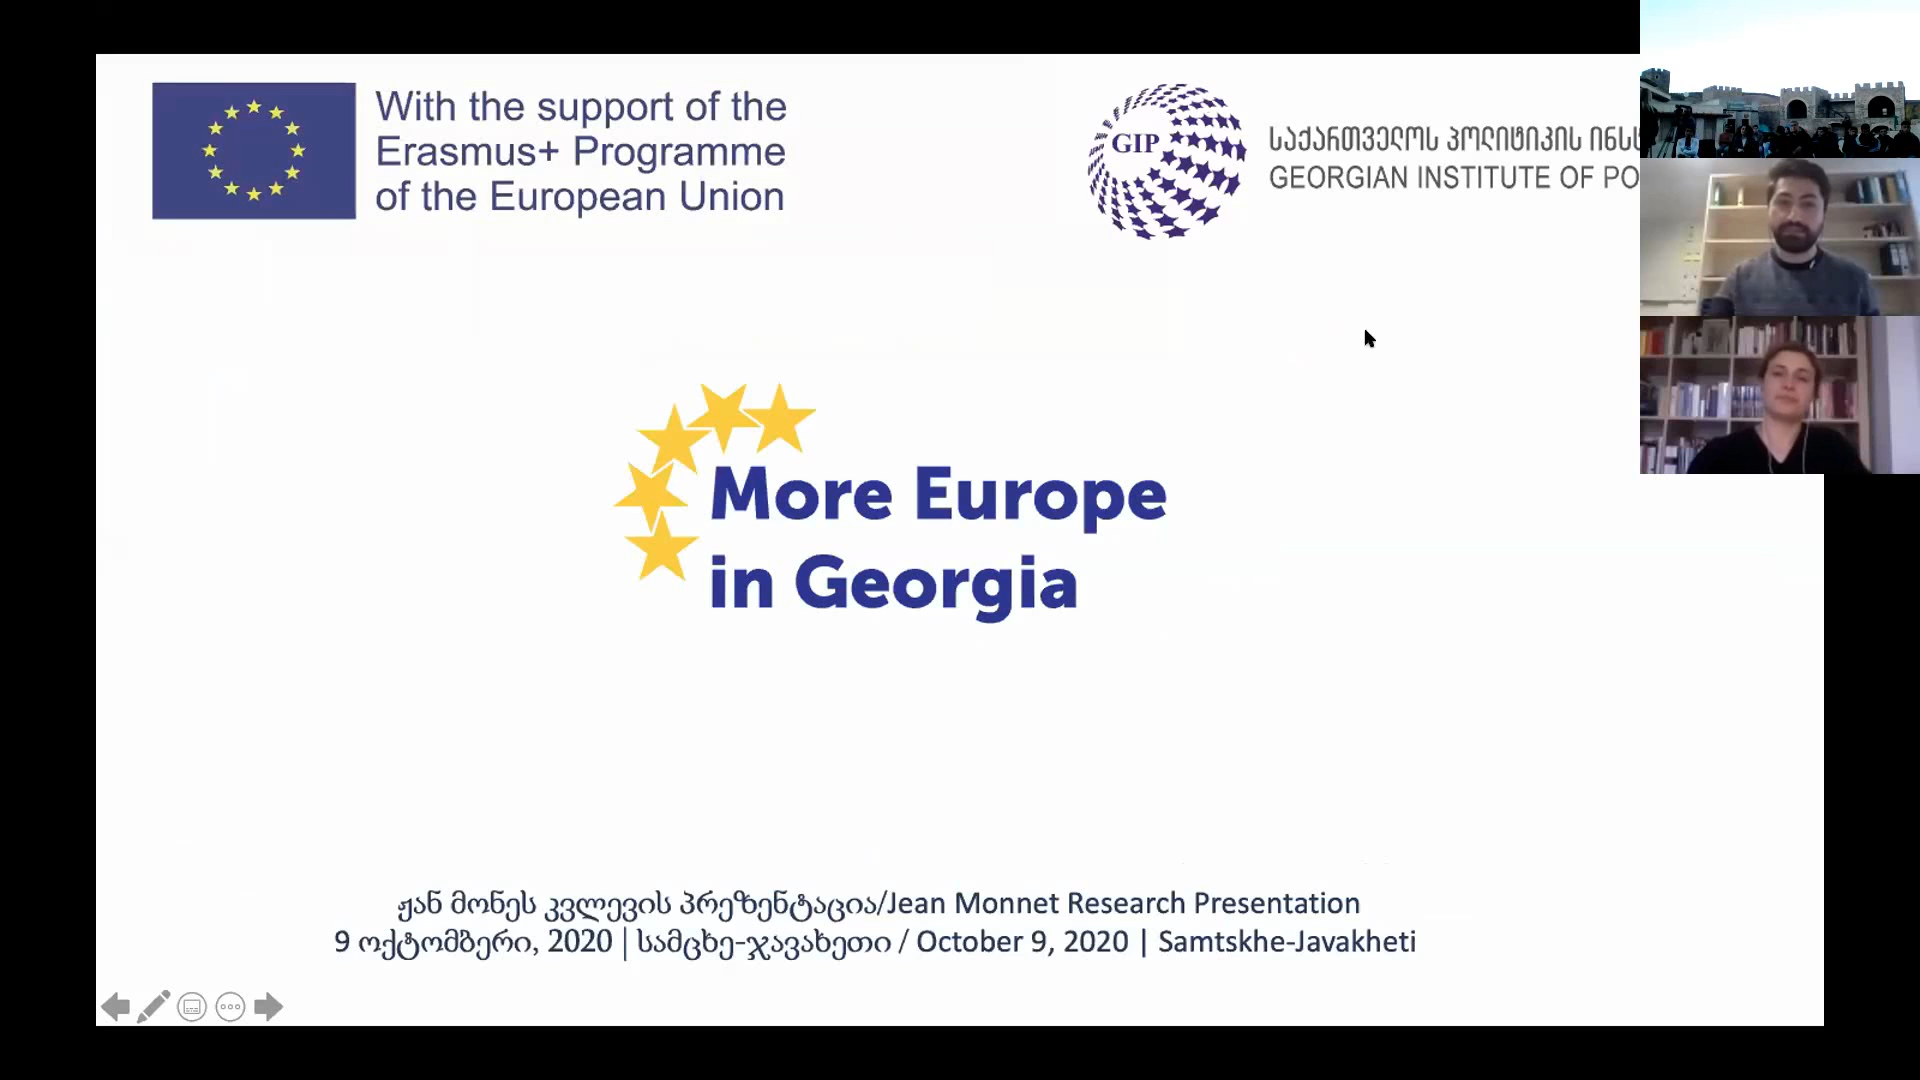 With the support of the
Erasmus+ Programme
of the European Union
GIP
საქართველოს პოლიტიკის
GEORGIAN INSTITUTE OF
More Europe
in Georgia
ჟან მონეს კვლევის პრეზენტაცია/Jean Monnet Research Presentation
9 ოქტომბერი, 2020 | სამცხე-ჯავახეთი / October 9, 2020 | Samtskhe-Javakheti